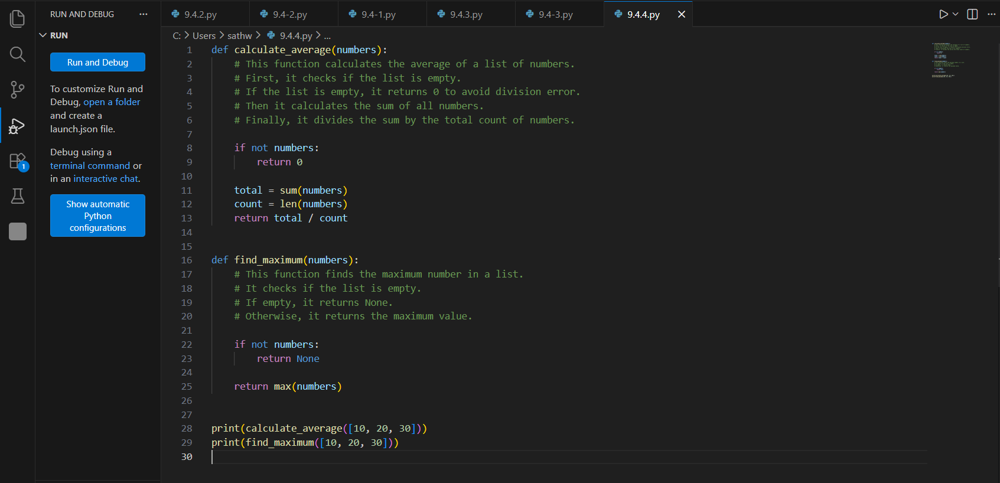 RUN AND DEBUG ···
RUN
Run and Debug
To customize Run and
Debug, open a folder
and create a
launch.json file.
Debug using a
terminal command or
in an interactive chat.
Show automatic
Python
configurations
1
9.4.2.py 9.4-2.py 9.4-1.py 9.4.3.py 9.4-3.py 9.4.4.py
C: > Users > sathw > 9.4.4.py > ...
1 def calculate_average(numbers):
2     # This function calculates the average of a list of numbers.
3     # First, it checks if the list is empty.
4     # If the list is empty, it returns 0 to avoid division error.
5     # Then it calculates the sum of all numbers.
6     # Finally, it divides the sum by the total count of numbers.
7
8     if not numbers:
9         return 0
10
11     total = sum(numbers)
12     count = len(numbers)
13     return total / count
14
15
16 def find_maximum(numbers):
17     # This function finds the maximum number in a list.
18     # It checks if the list is empty.
19     # If empty, it returns None.
20     # Otherwise, it returns the maximum value.
21
22     if not numbers:
23         return None
24
25     return max(numbers)
26
27
28 print(calculate_average([10, 20, 30]))
29 print(find_maximum([10, 20, 30]))
30